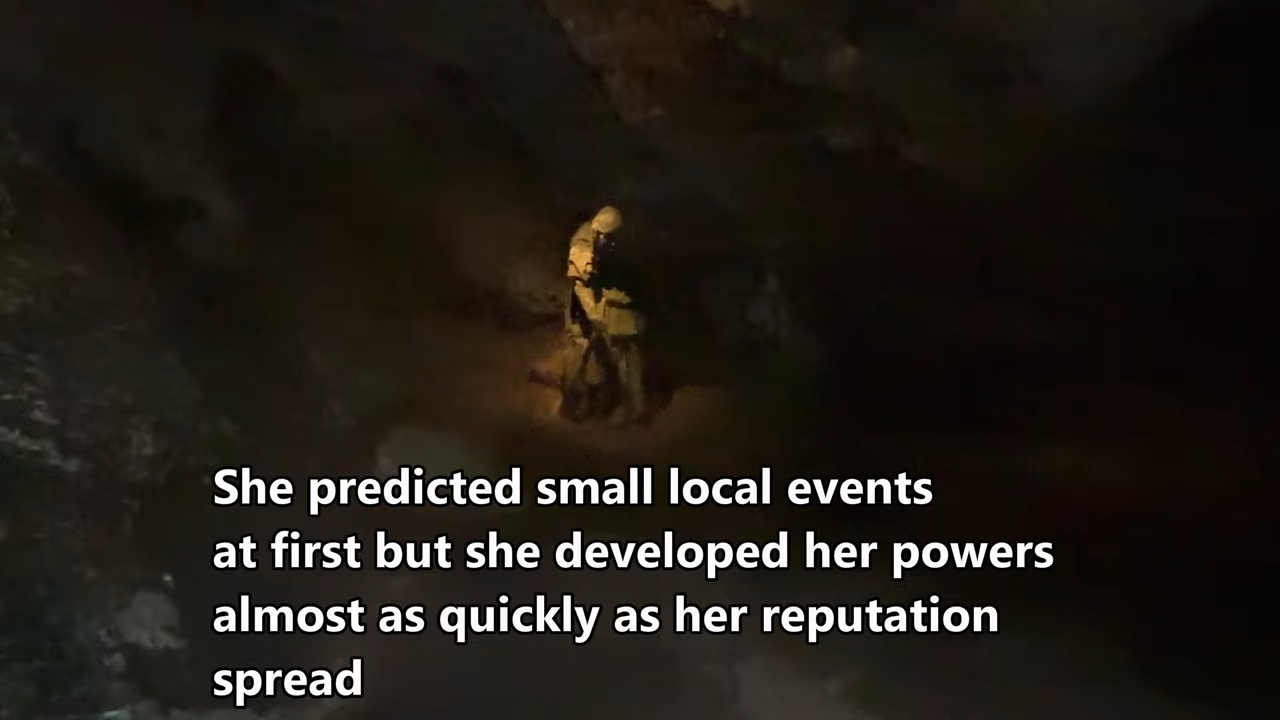 She predicted small local events
at first but she developed her powers
almost as quickly as her reputation
spread